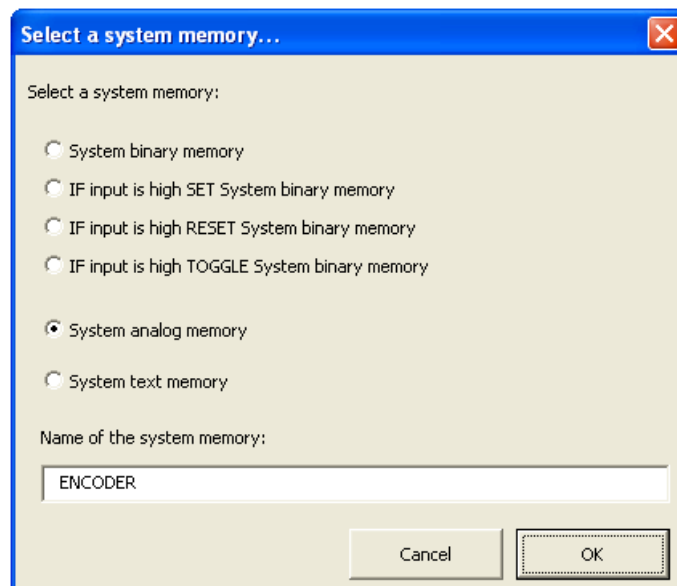 Select a system memory...
Select a system memory:
System binary memory
IF input is high SET System binary memory
IF input is high RESET System binary memory
IF input is high TOGGLE System binary memory
System analog memory
System text memory
Name of the system memory:
ENCODER
Cancel
OK